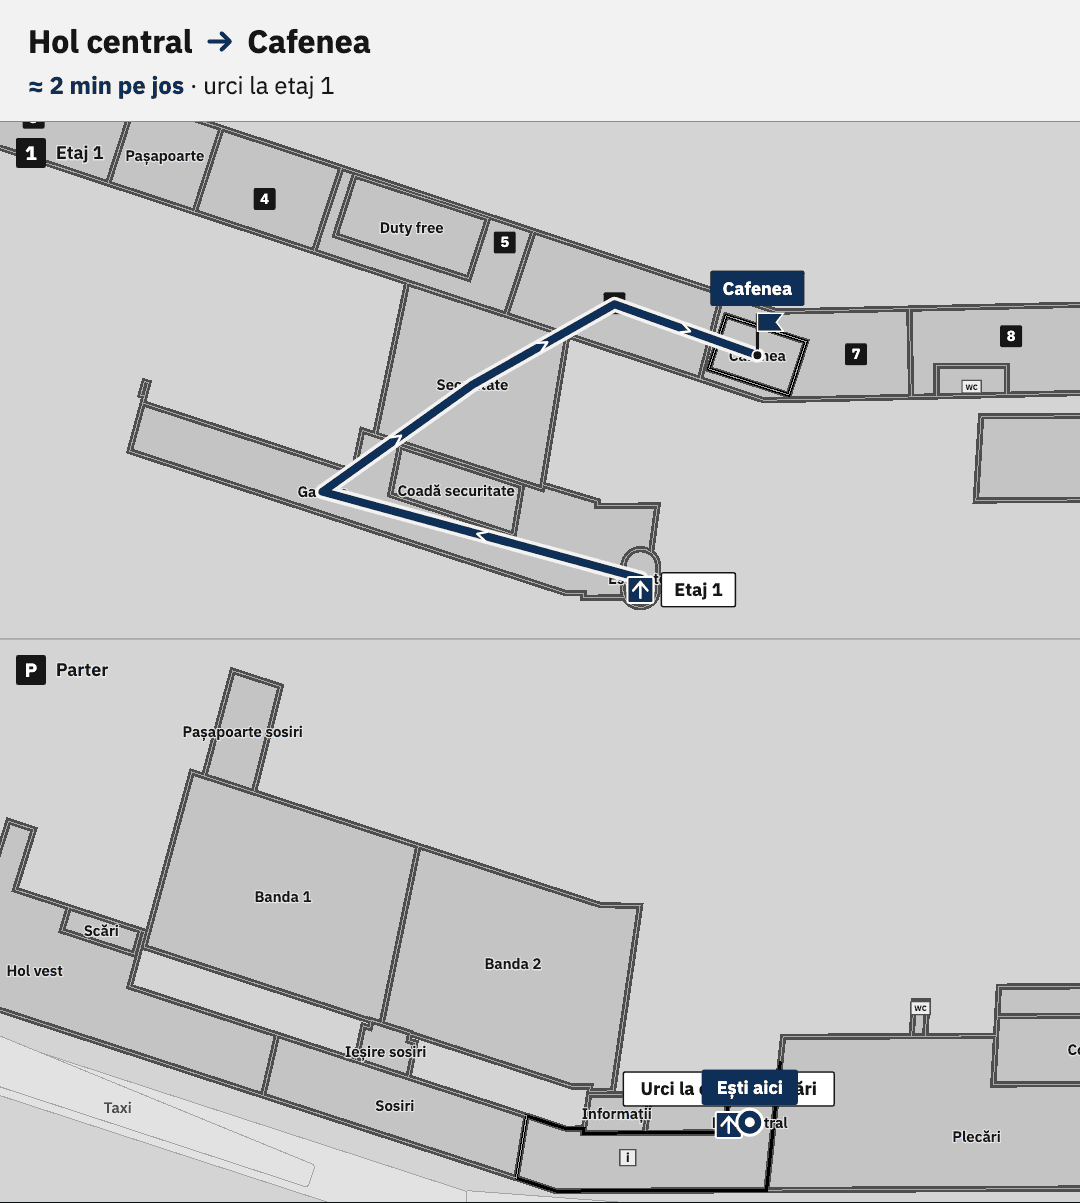 Hol central → Cafenea
≈ 2 min pe jos · urci la etaj 1
1 Etaj 1
Pașapoarte
4
Duty free
5
Cafenea
8
7
WC
Coadă securitate
Etaj 1
P Parter
Pașapoarte sosiri
Banda 1
Scări
Banda 2
Hol vest
WC
Ieșire sosiri
Urci la
Ești aici
Taxi
Sosiri
Informații
Plecări
i